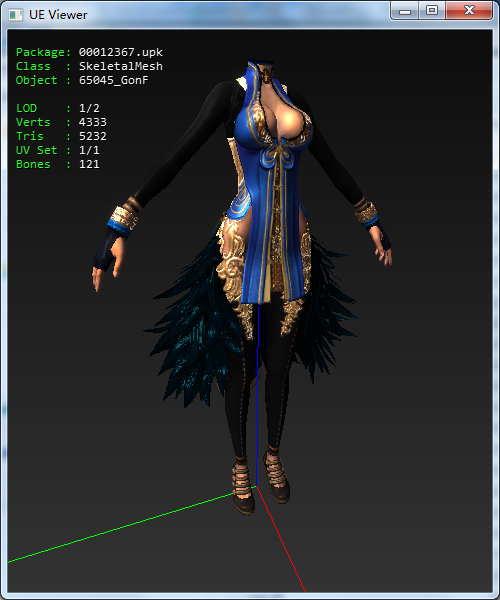 UE Viewer
Package: 00012367.upk
Class : SkeletalMesh
Object : 65045_GonF
LOD : 1/2
Verts : 4333
Tris : 5232
UV Set : 1/1
Bones : 121